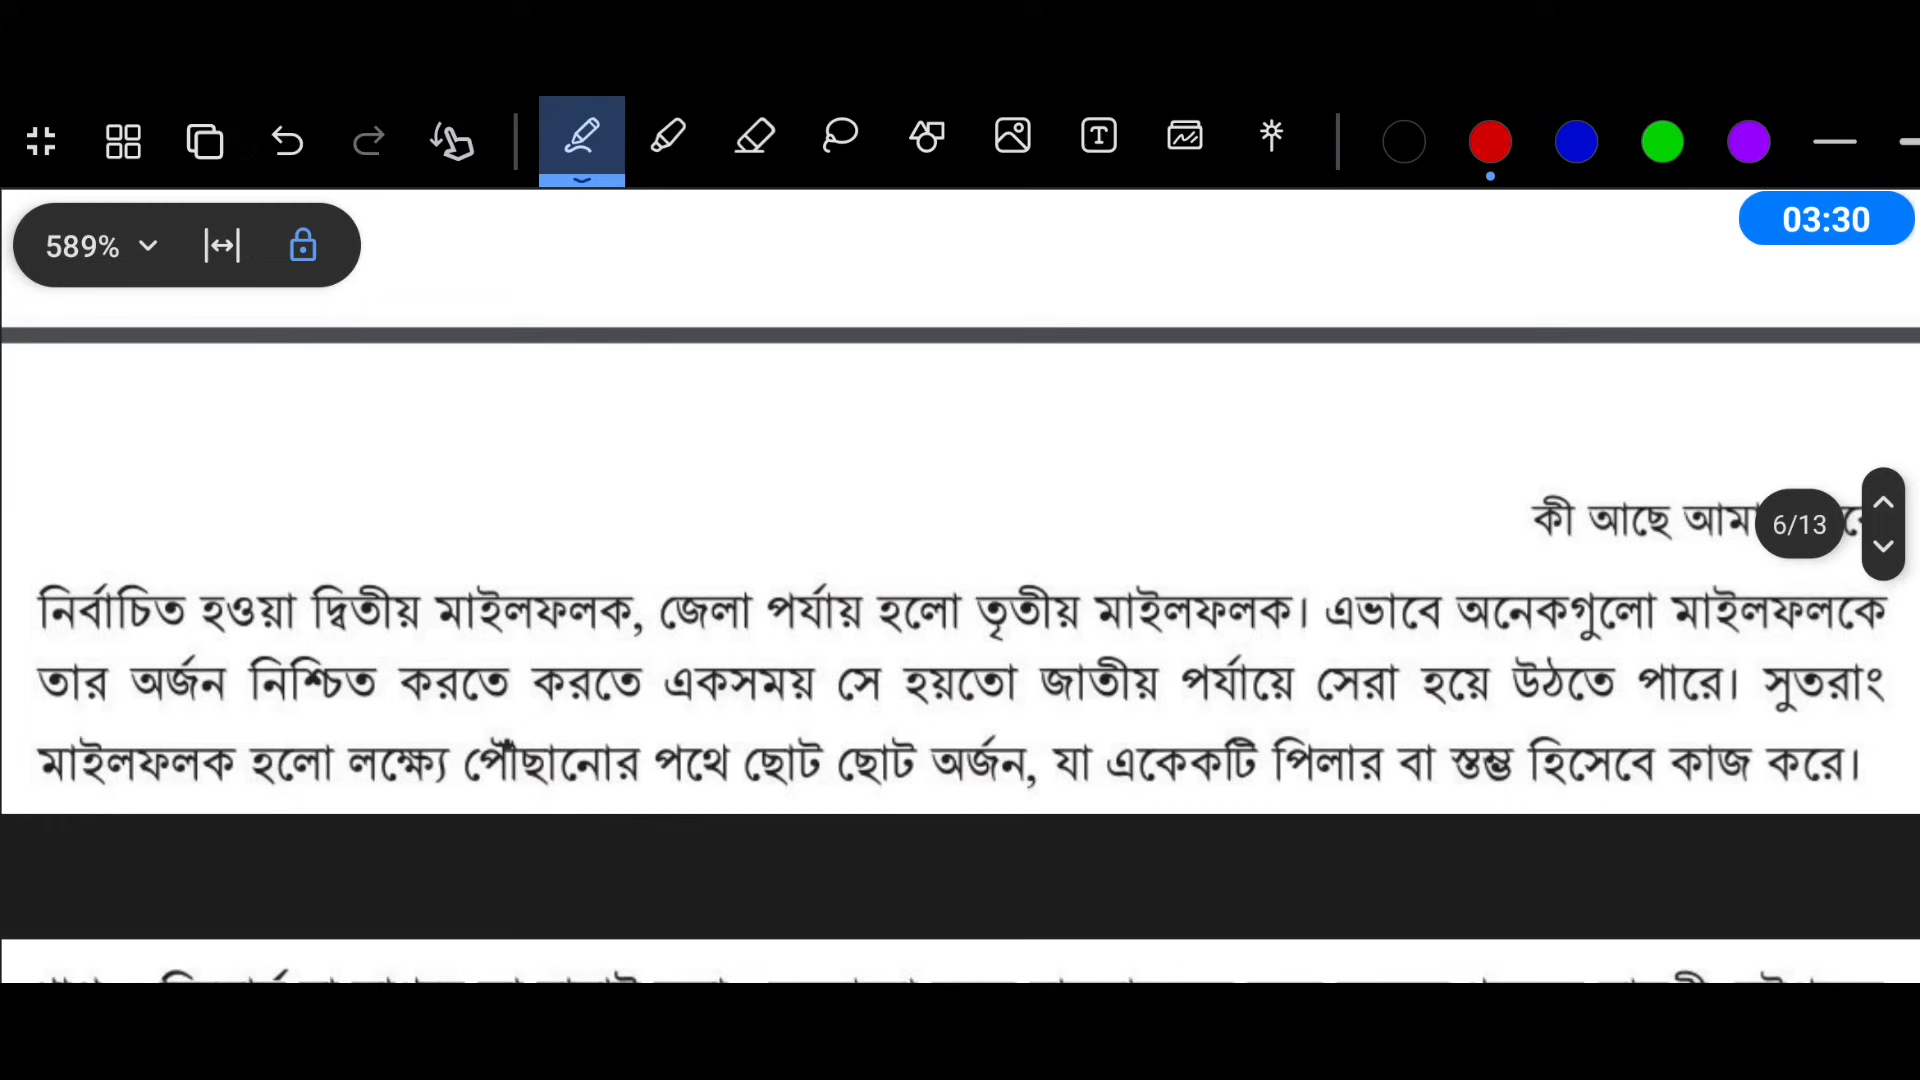 589%
03:30
কী আছে আমা
6/13
নির্বাচিত হওয়া দ্বিতীয় মাইলফলক, জেলা পর্যায় হলো তৃতীয় মাইলফলক। এভাবে অনেকগুলো মাইলফলকে
তার অর্জন নিশ্চিত করতে করতে একসময় সে হয়তো জাতীয় পর্যায়ে সেরা হয়ে উঠতে পারে। সুতরাং
মাইলফলক হলো লক্ষ্যে পৌঁছানোর পথে ছোট ছোট অর্জন, যা একেকটি পিলার বা স্তম্ভ হিসেবে কাজ করে।